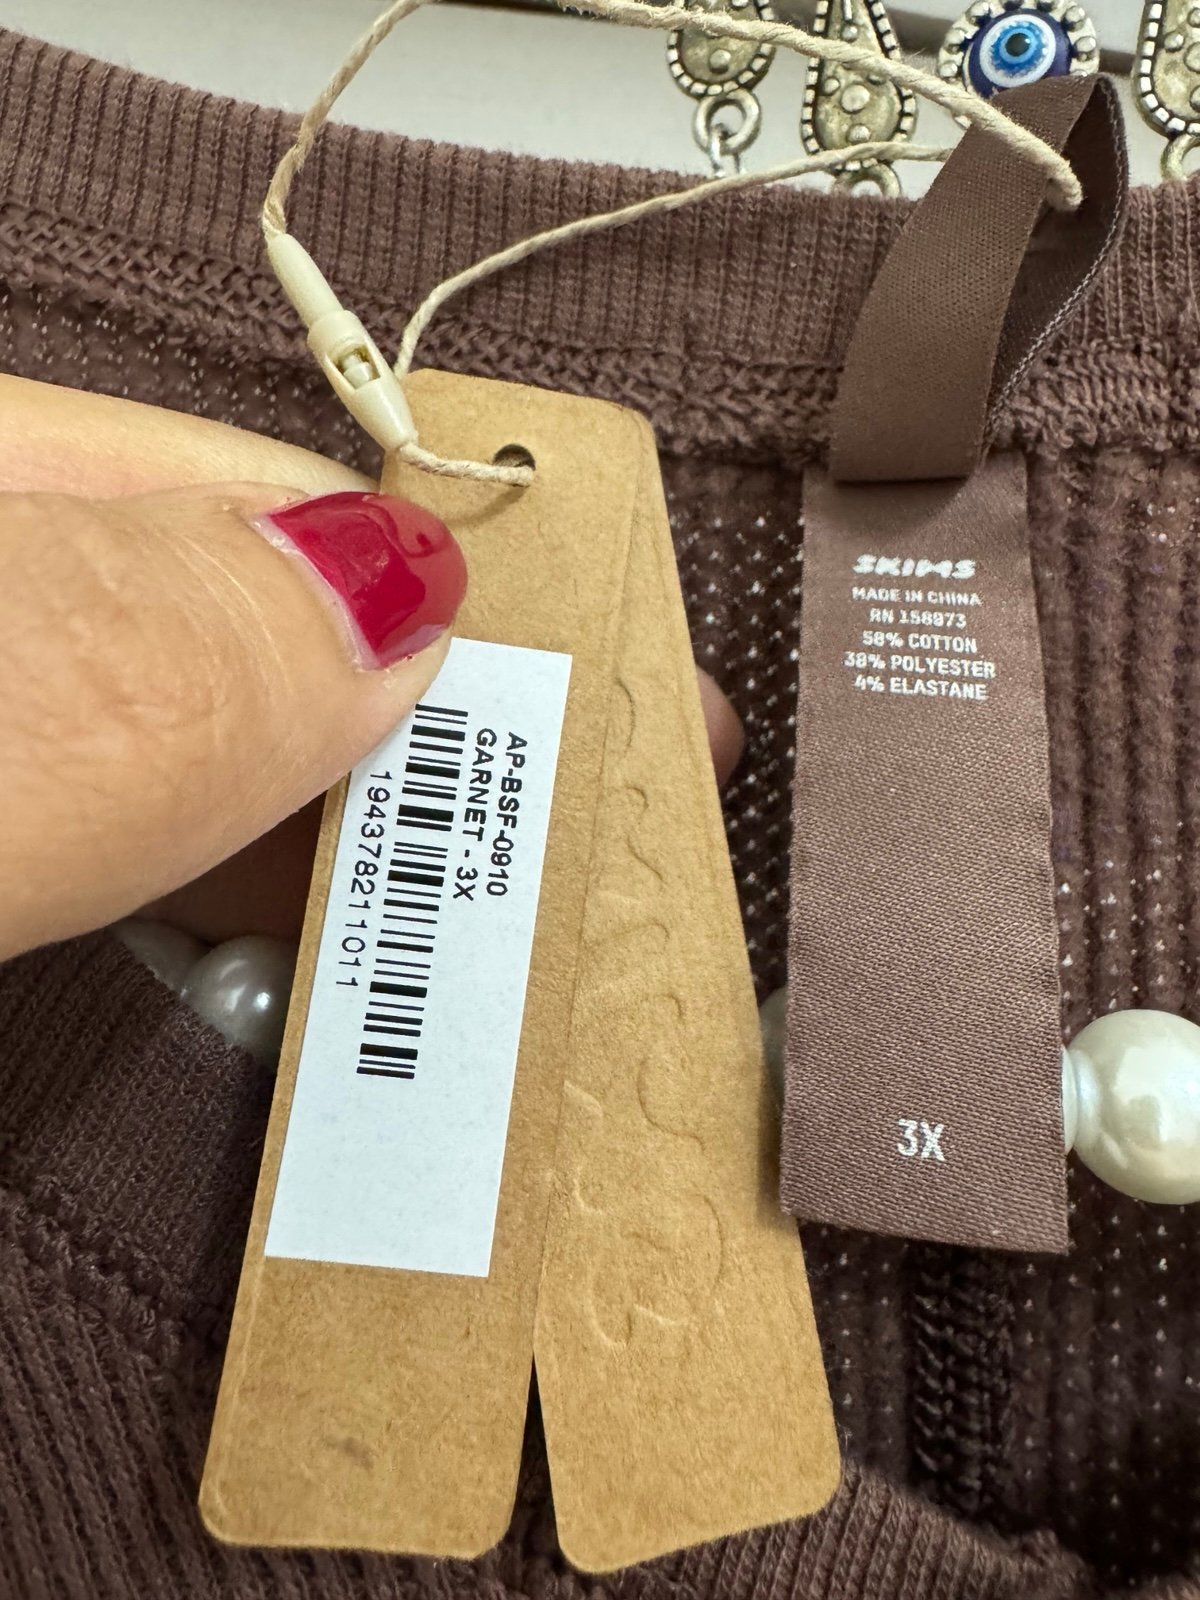 AP-BSF-0910
GARNET - 3X
194378211011
SKIMS
MADE IN CHINA
RN 158973
58% COTTON
38% POLYESTER
4% ELASTANE
3X